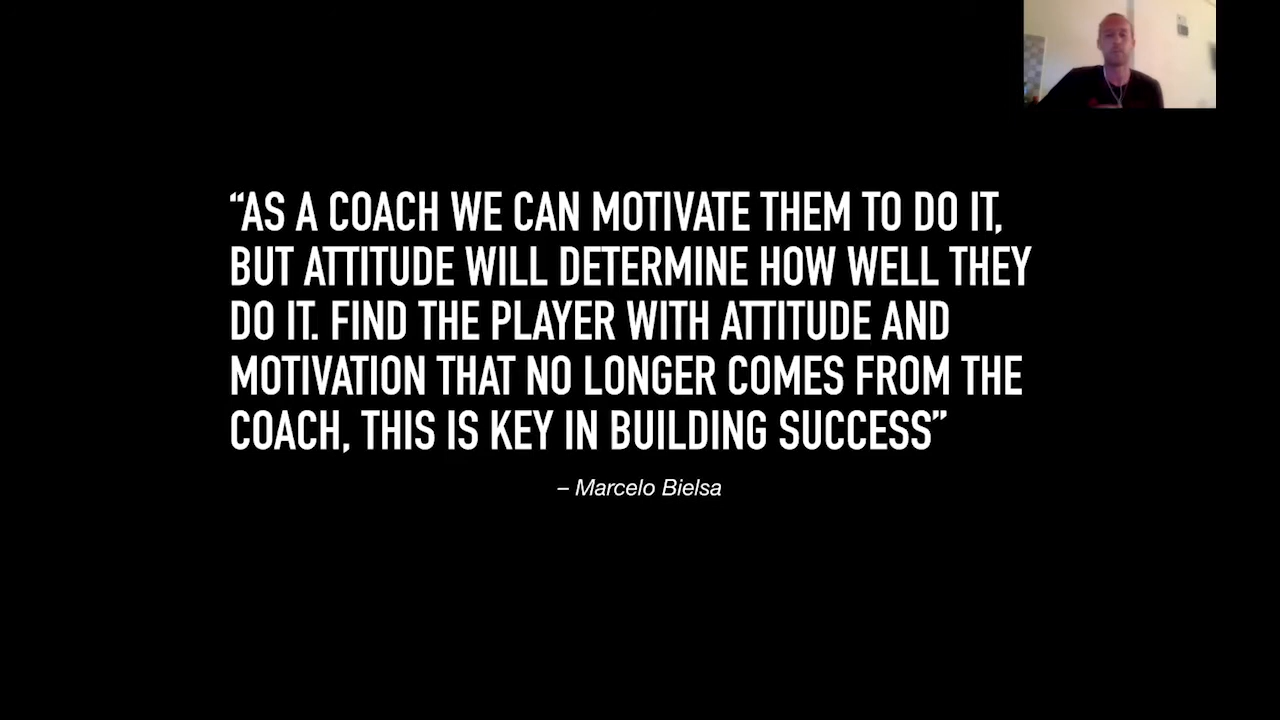 “AS A COACH WE CAN MOTIVATE THEM TO DO IT,
BUT ATTITUDE WILL DETERMINE HOW WELL THEY
DO IT. FIND THE PLAYER WITH ATTITUDE AND
MOTIVATION THAT NO LONGER COMES FROM THE
COACH, THIS IS KEY IN BUILDING SUCCESS”
– Marcelo Bielsa